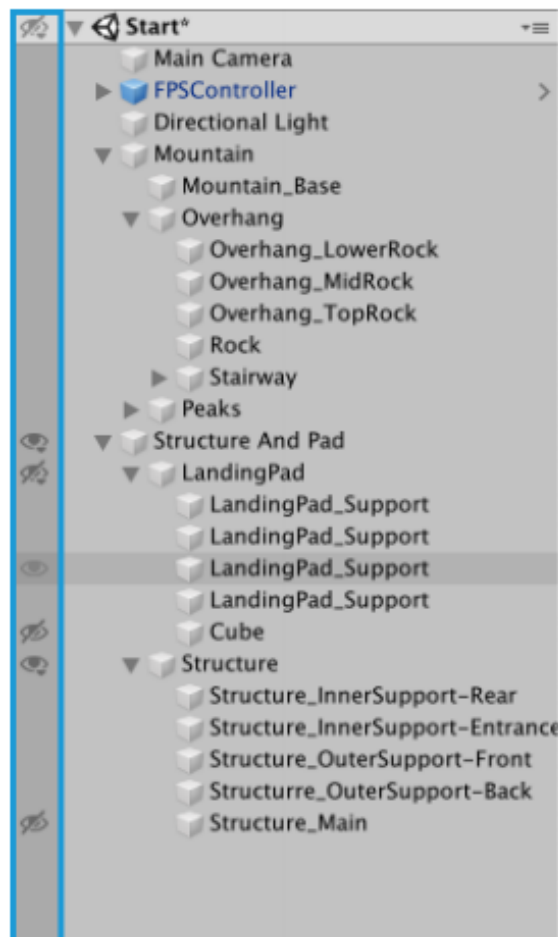 Start*
Main Camera
FPSController
Directional Light
Mountain
Mountain_Base
Overhang
Overhang_LowerRock
Overhang_MidRock
Overhang_TopRock
Rock
Stairway
Peaks
Structure And Pad
LandingPad
LandingPad_Support
LandingPad_Support
LandingPad_Support
LandingPad_Support
Cube
Structure
Structure_InnerSupport-Rear
Structure_InnerSupport-Entrance
Structure_OuterSupport-Front
Structurre_OuterSupport-Back
Structure_Main